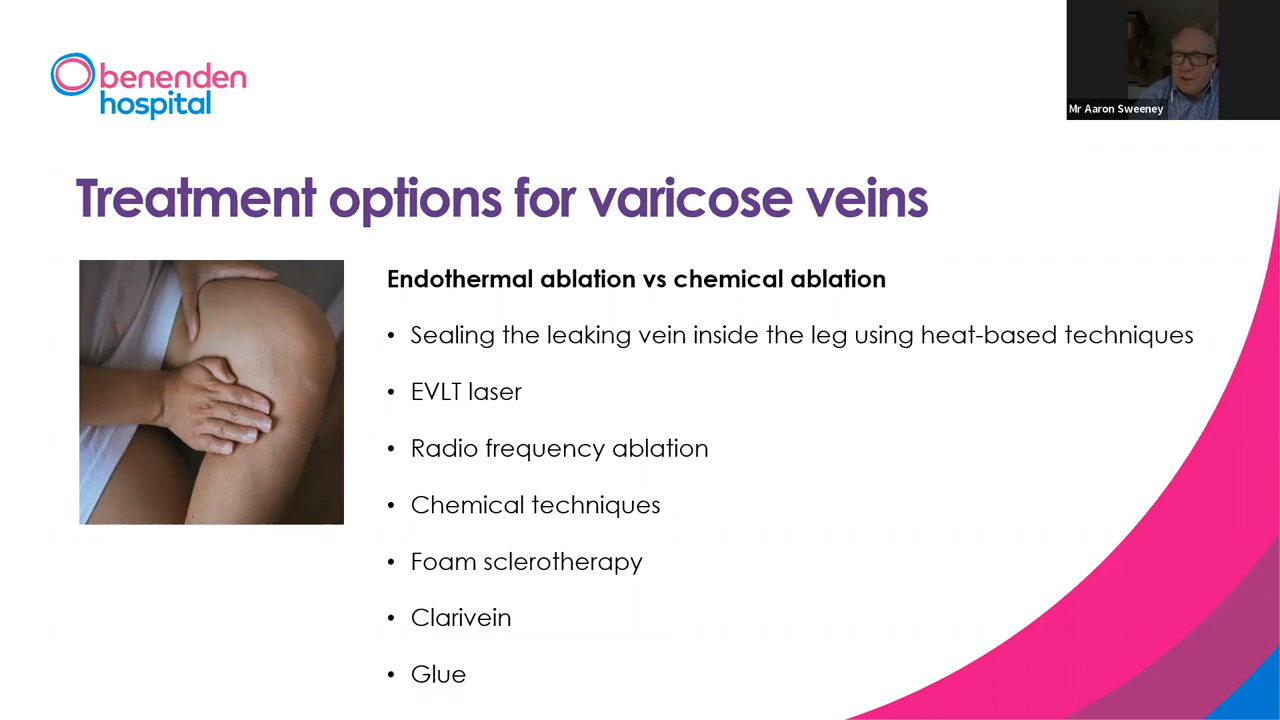 benenden
hospital
Mr Aaron Sweeney
Treatment options for varicose veins
Endothermal ablation vs chemical ablation
• Sealing the leaking vein inside the leg using heat-based techniques
• EVLT laser
• Radio frequency ablation
• Chemical techniques
• Foam sclerotherapy
• Clarivein
• Glue